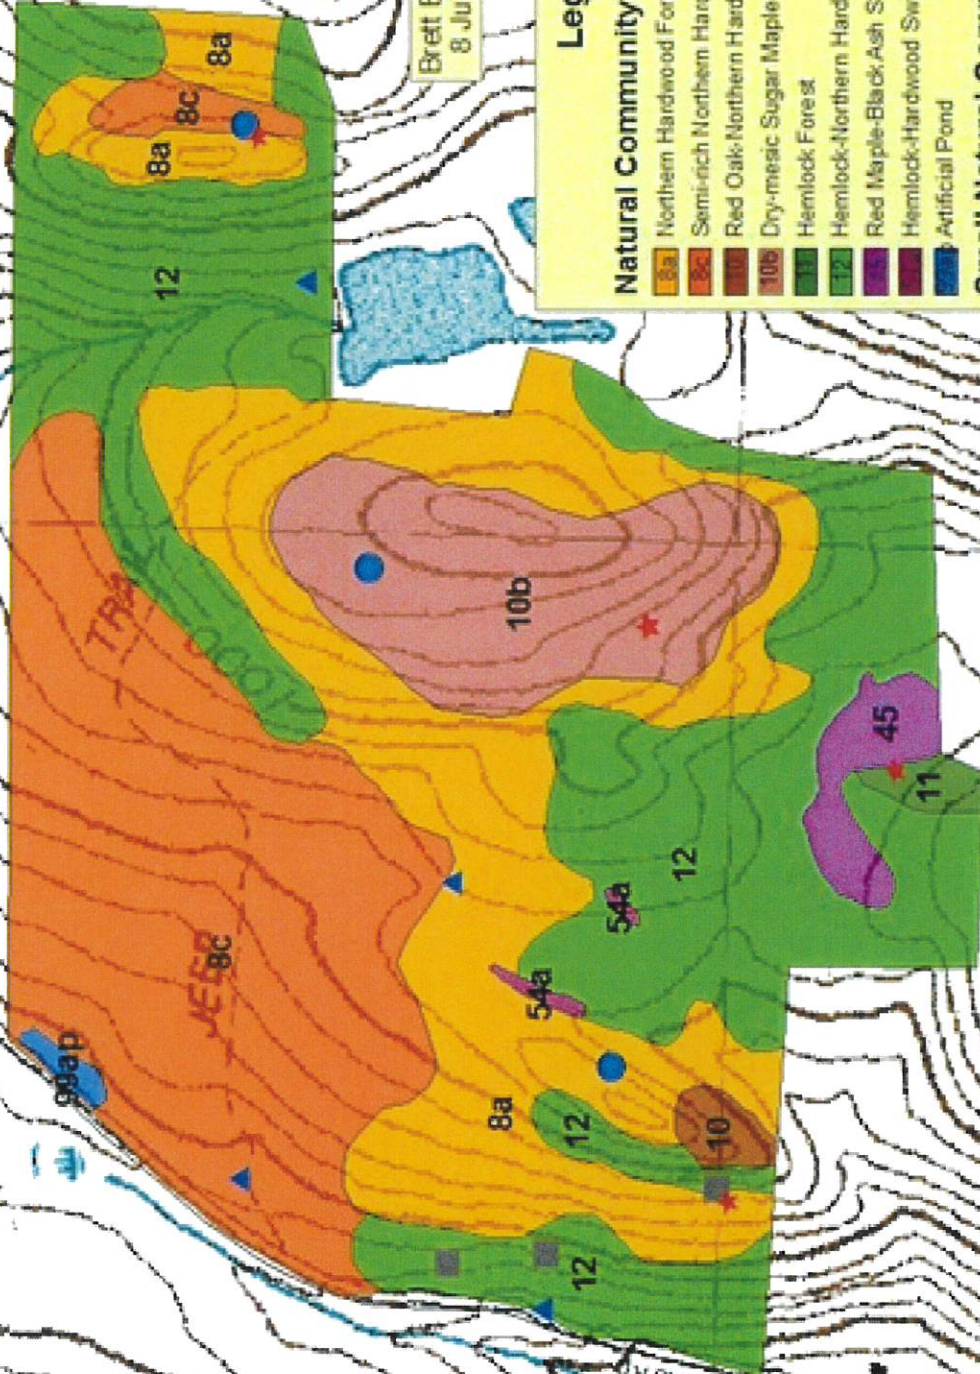 Brett
8 Ju
Leg
Natural Community
8a Northern Hardwood For
8c Semi-rich Northern Har
10 Red Oak-Northern Hard
10b Dry-mesic Sugar Maple
11 Hemlock Forest
12 Hemlock-Northern Hard
45 Red Maple-Black Ash S
Hemlock-Hardwood Sw
Artificial Pond
8a
8c
8a
12
TRA
10b
45
11
12
54a
54a
JEEP
8c
99ap
8a
12
10
12